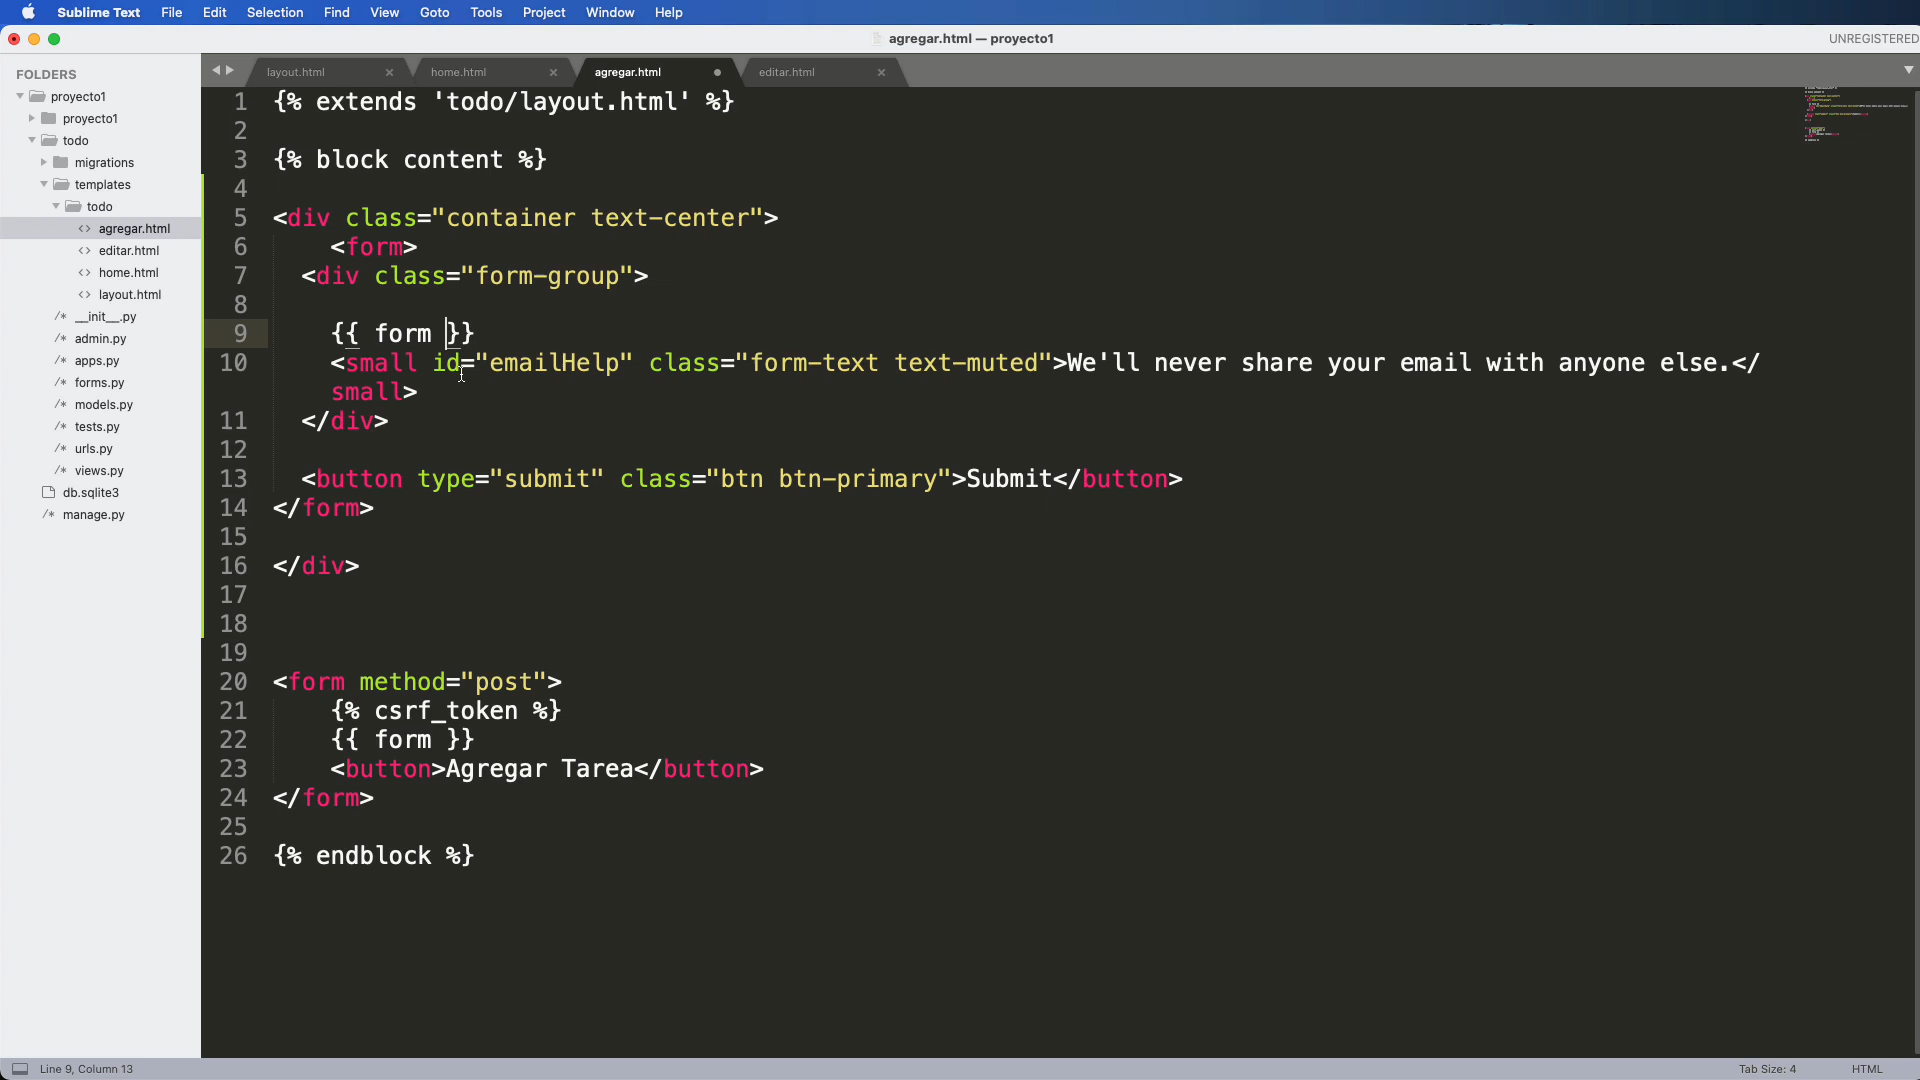 Sublime Text File Edit Selection Find View Goto Tools Project Window Help
agregar.html — proyecto1
UNREGISTERED
FOLDERS
proyecto1
proyecto1
todo
migrations
templates
todo
<> agregar.html
<> editar.html
<> home.html
<> layout.html
/* __init__.py
/* admin.py
/* apps.py
/* forms.py
/* models.py
/* tests.py
/* urls.py
/* views.py
db.sqlite3
/* manage.py
layout.html × home.html × agregar.html editar.html ×
1 {% extends 'todo/layout.html' %}
2
3 {% block content %}
4
5 <div class="container text-center">
6 <form>
7 <div class="form-group">
8
9 {{ form }}
10 <small id="emailHelp" class="form-text text-muted">We'll never share your email with anyone else.</
small>
11 </div>
12
13 <button type="submit" class="btn btn-primary">Submit</button>
14 </form>
15
16 </div>
17
18
19
20 <form method="post">
21 {% csrf_token %}
22 {{ form }}
23 <button>Agregar Tarea</button>
24 </form>
25
26 {% endblock %}
Line 9, Column 13
Tab Size: 4
HTML